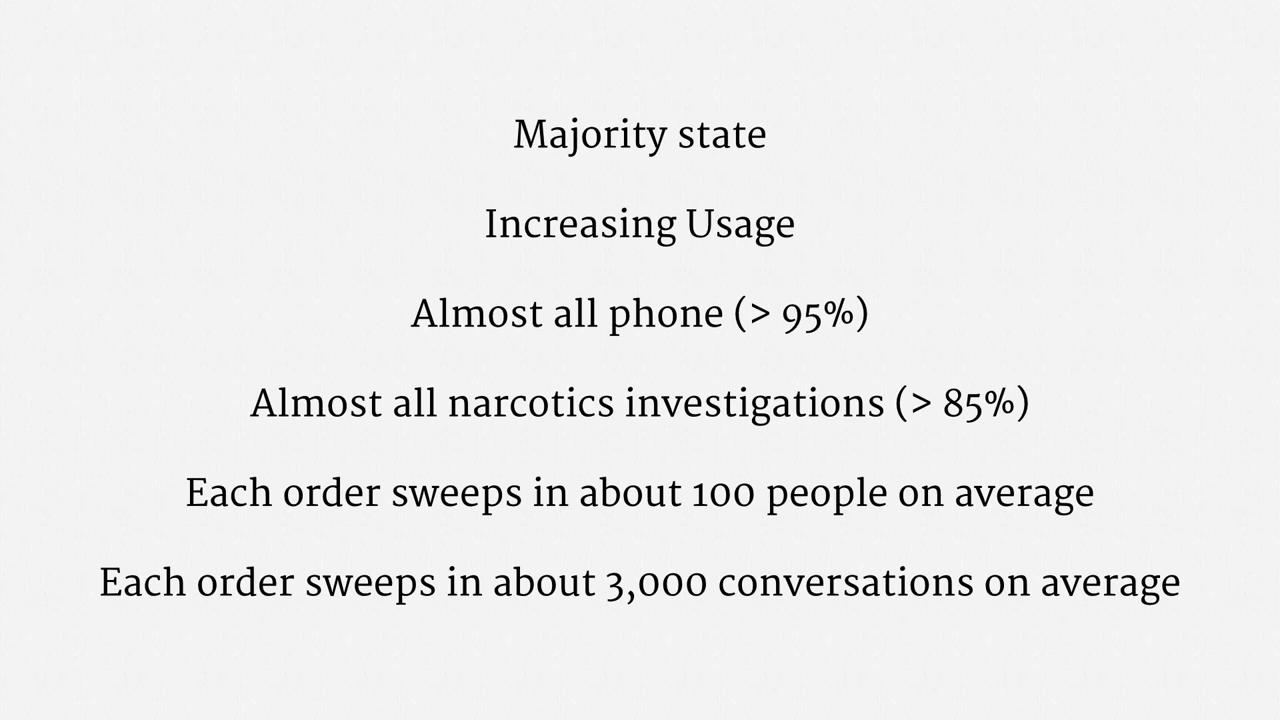 Majority state
Increasing Usage
Almost all phone (> 95%)
Almost all narcotics investigations (> 85%)
Each order sweeps in about 100 people on average
Each order sweeps in about 3,000 conversations on average